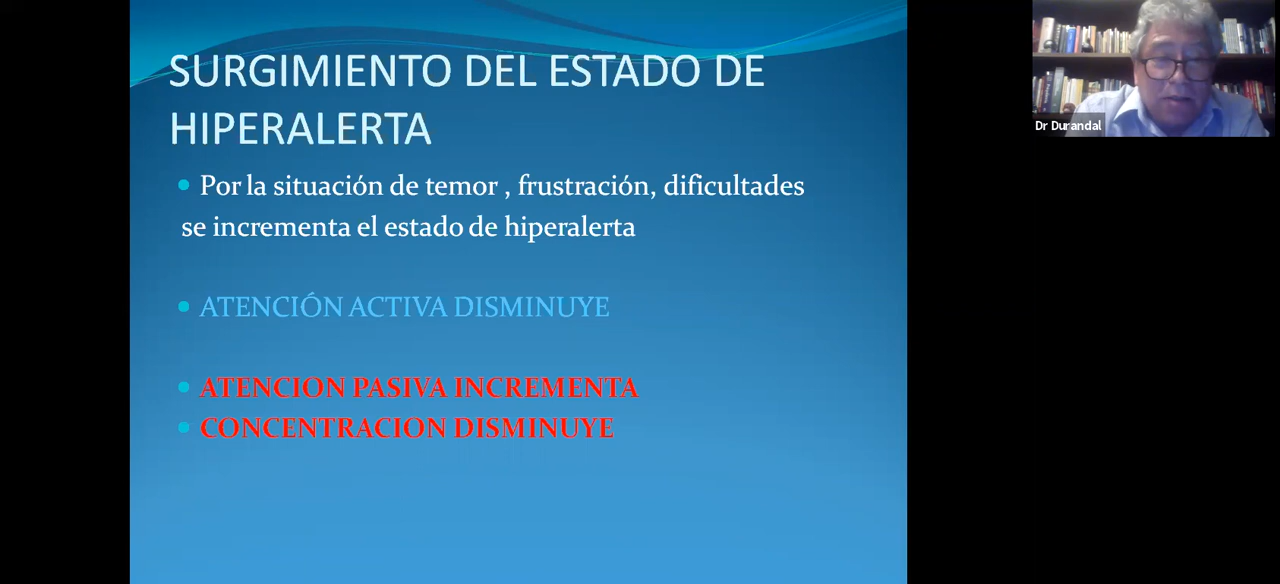 SURGIMIENTO DEL ESTADO DE
HIPERALERTA
Por la situación de temor , frustración, dificultades
se incrementa el estado de hiperalerta
ATENCIÓN ACTIVA DISMINUYE
ATENCION PASIVA INCREMENTA
CONCENTRACION DISMINUYE
Dr Durandal